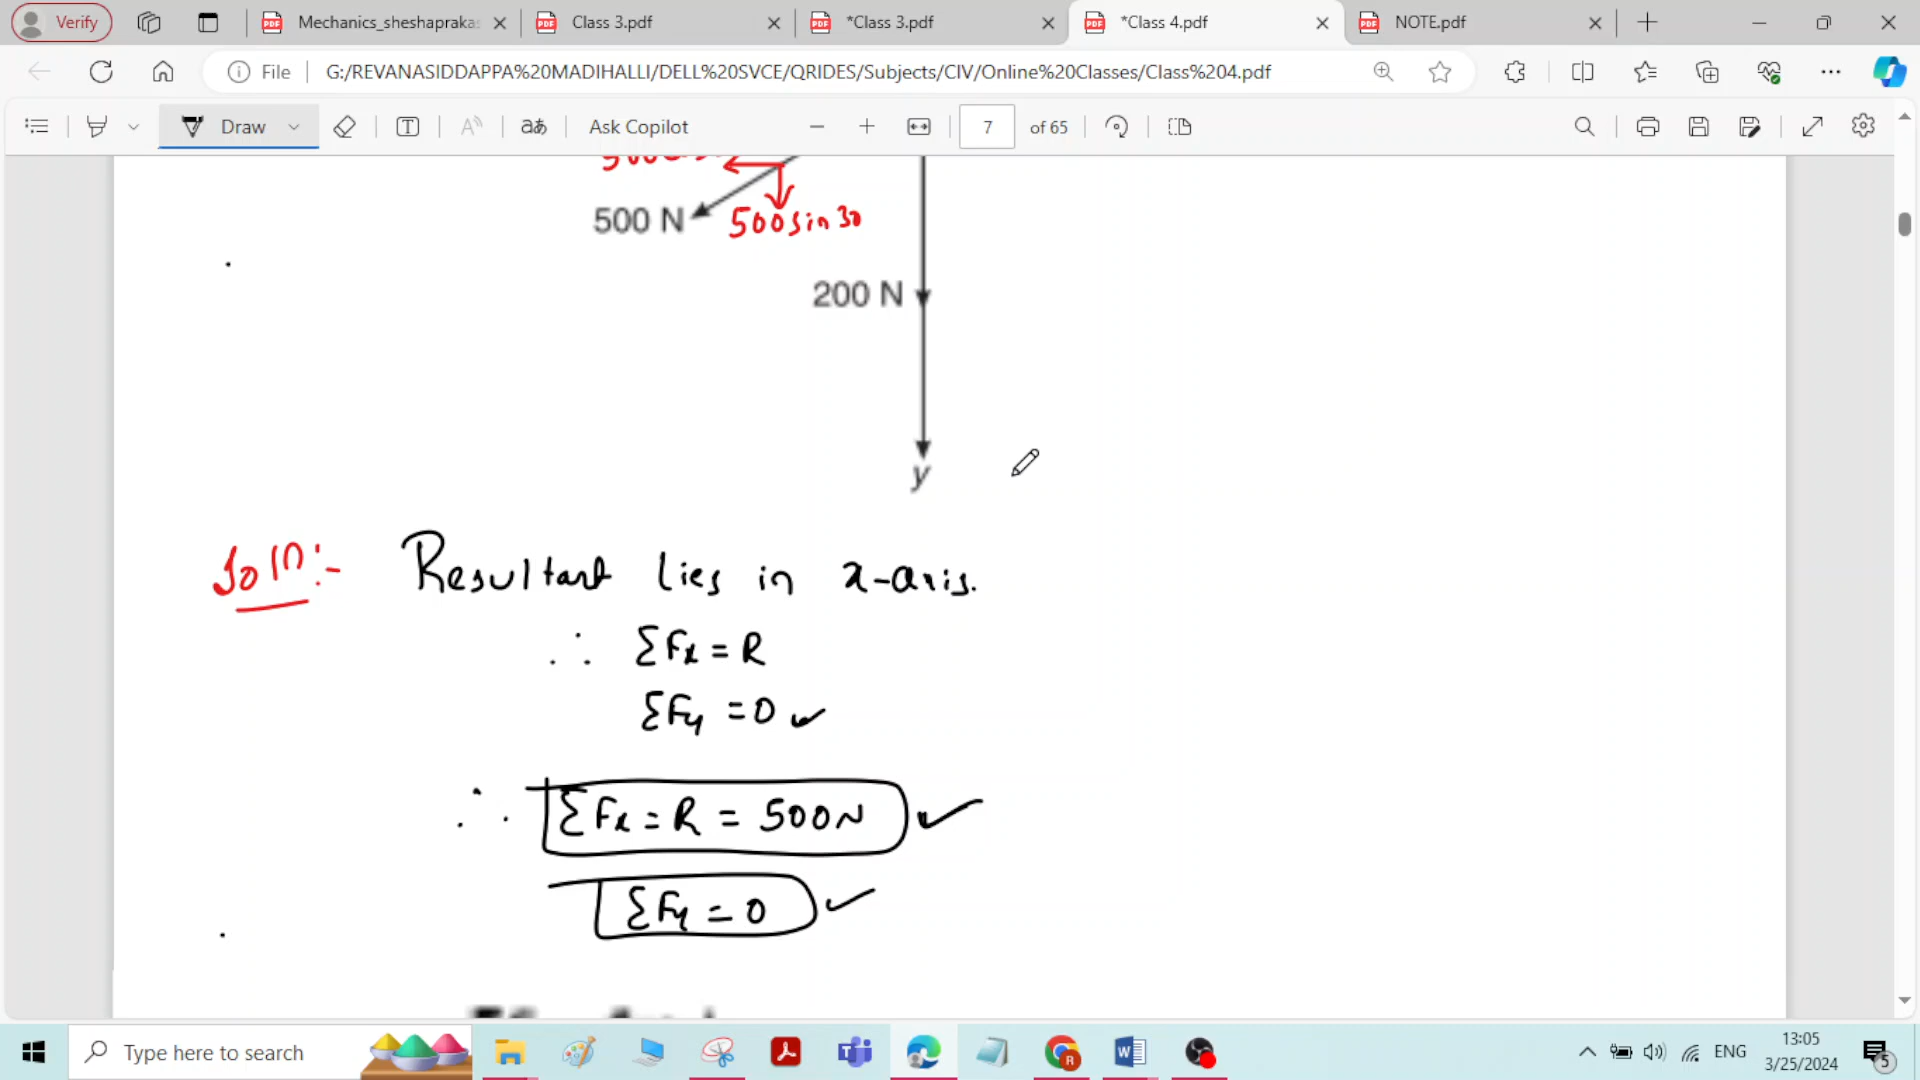 Verify
Mechanics_sheshapraka
Class 3.pdf
*Class 3.pdf
*Class 4.pdf
NOTE.pdf
File
G:/REVANASIDDAPPA%20MADIHALLI/DELL%20SVCE/QRIDES/Subjects/CIV/Online%20Classes/Class%204.pdf
Draw
Ask Copilot
7 of 65
500 N
500 sin 30
200 N
y
Soln:-
Resultant lies in x-axis.
∴ ΣFx = R
ΣFy = 0 ✓
∴ ΣFx = R = 500N ✓
ΣFy = 0 ✓
Type here to search
ENG
13:05
3/25/2024
5